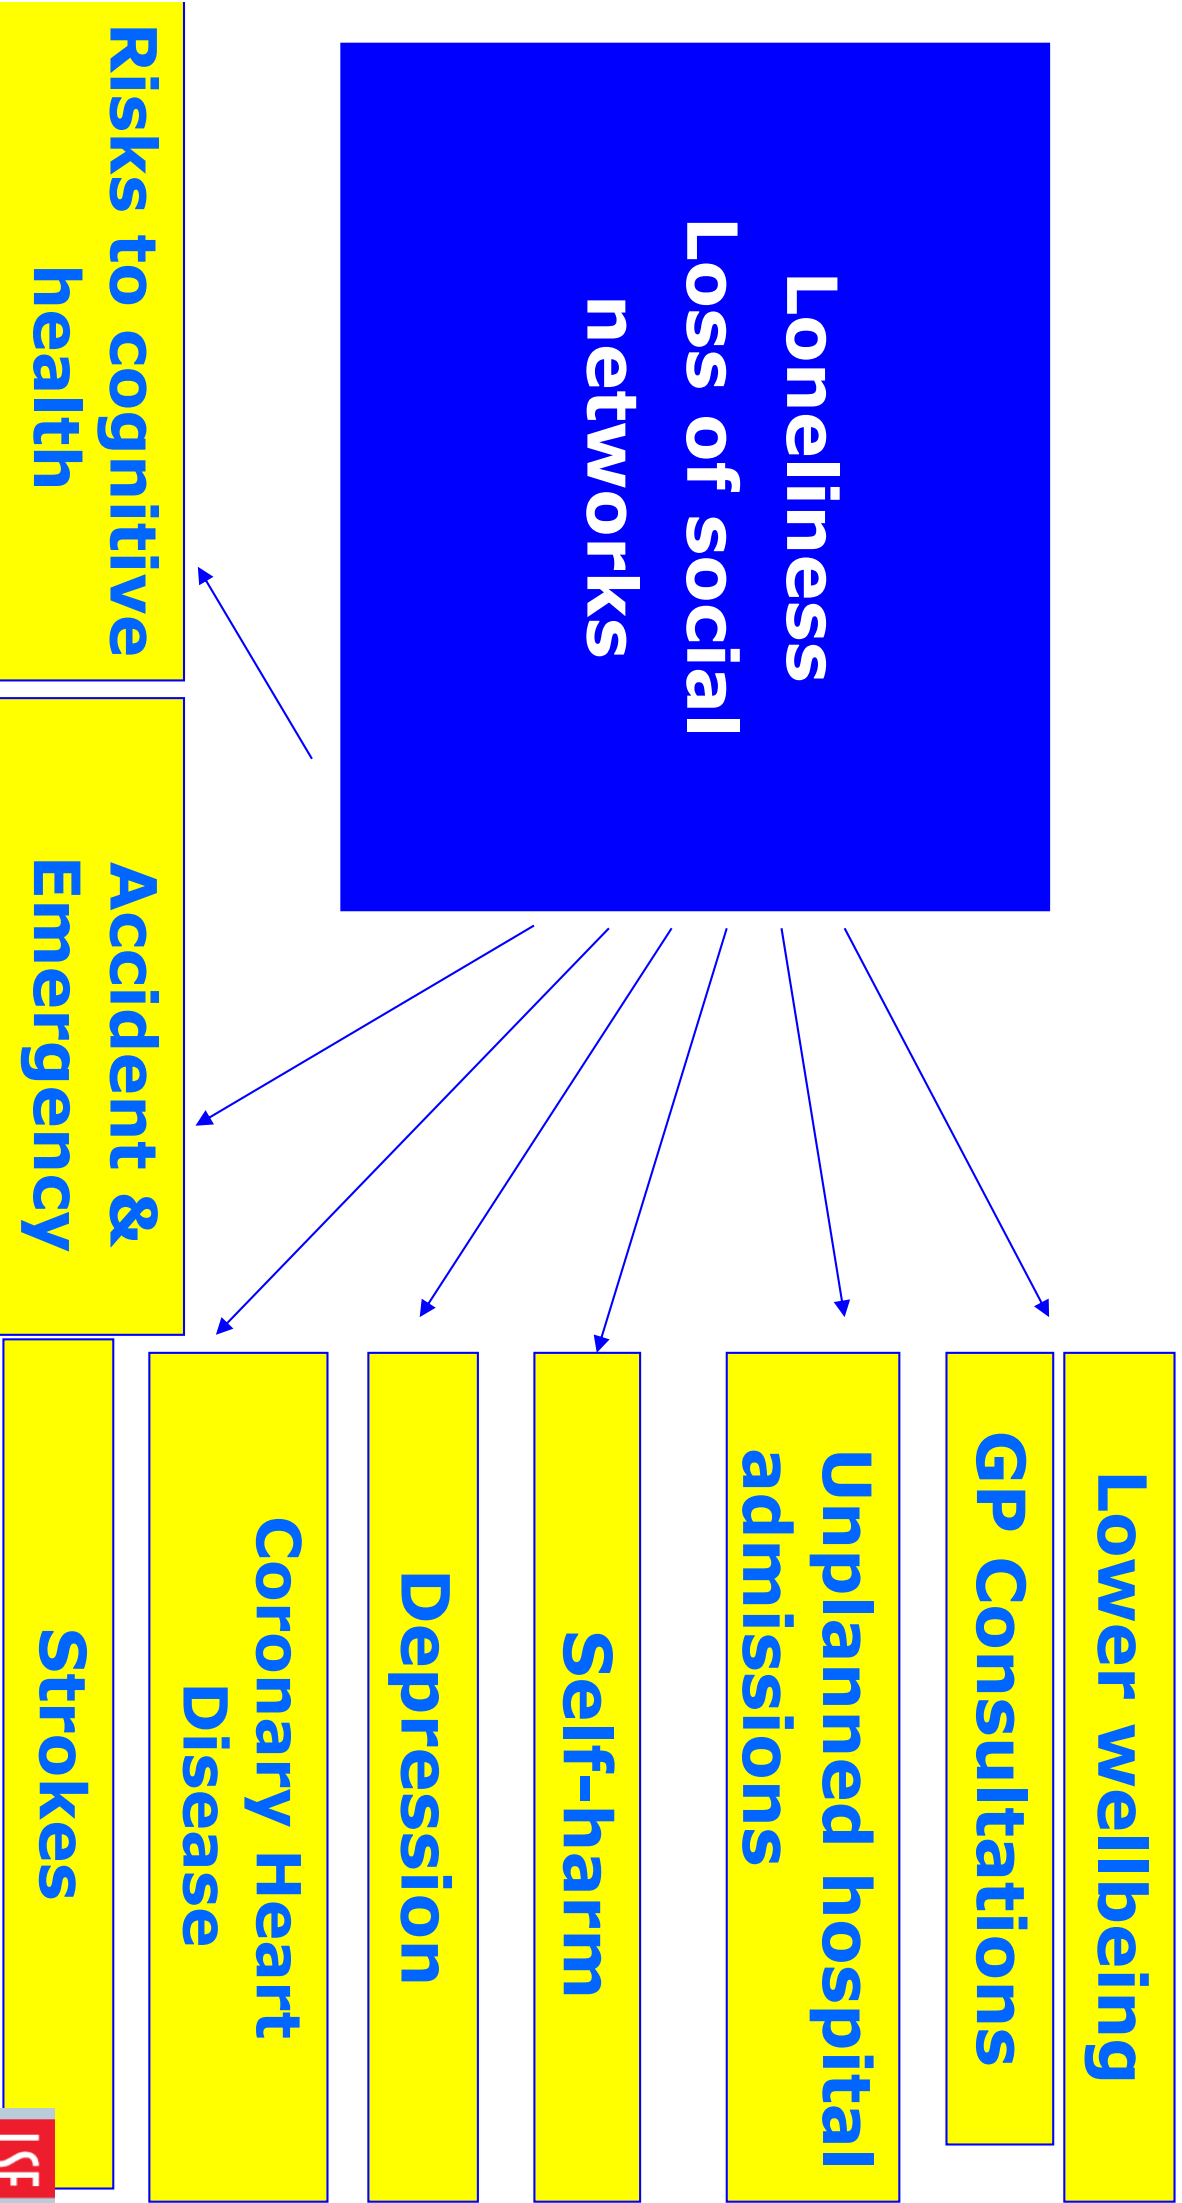 Loneliness
Loss of social
networks
Lower wellbeing
GP Consultations
Unplanned hospital
admissions
Self-harm
Depression
Coronary Heart
Disease
Strokes
Risks to cognitive
health
Accident &
Emergency
LSE